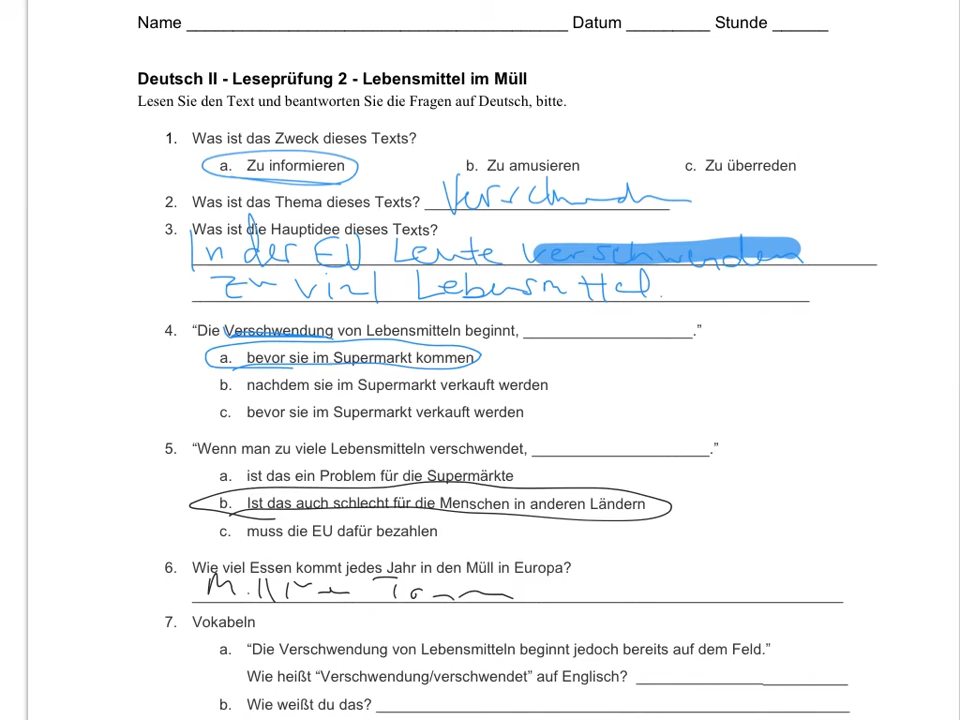 Name ________ Datum ________ Stunde ______
Deutsch II - Leseprüfung 2 - Lebensmittel im Müll
Lesen Sie den Text und beantworten Sie die Fragen auf Deutsch, bitte.
1. Was ist das Zweck dieses Texts?
a. Zu informieren b. Zu amusieren c. Zu überreden
2. Was ist das Thema dieses Texts?
3. Was ist die Hauptidee dieses Texts?
In der EU Leute verschwenden
zu viel Lebensmittel.
4. “Die Verschwendung von Lebensmitteln beginnt, ________.”
a. bevor sie im Supermarkt kommen
b. nachdem sie im Supermarkt verkauft werden
c. bevor sie im Supermarkt verkauft werden
5. “Wenn man zu viele Lebensmitteln verschwendet, ________.”
a. ist das ein Problem für die Supermärkte
b. Ist das auch schlecht für die Menschen in anderen Ländern
c. muss die EU dafür bezahlen
6. Wie viel Essen kommt jedes Jahr in den Müll in Europa?
7. Vokabeln
a. “Die Verschwendung von Lebensmitteln beginnt jedoch bereits auf dem Feld.”
Wie heißt “Verschwendung/verschwendet” auf Englisch? ________
b. Wie weißt du das? ________